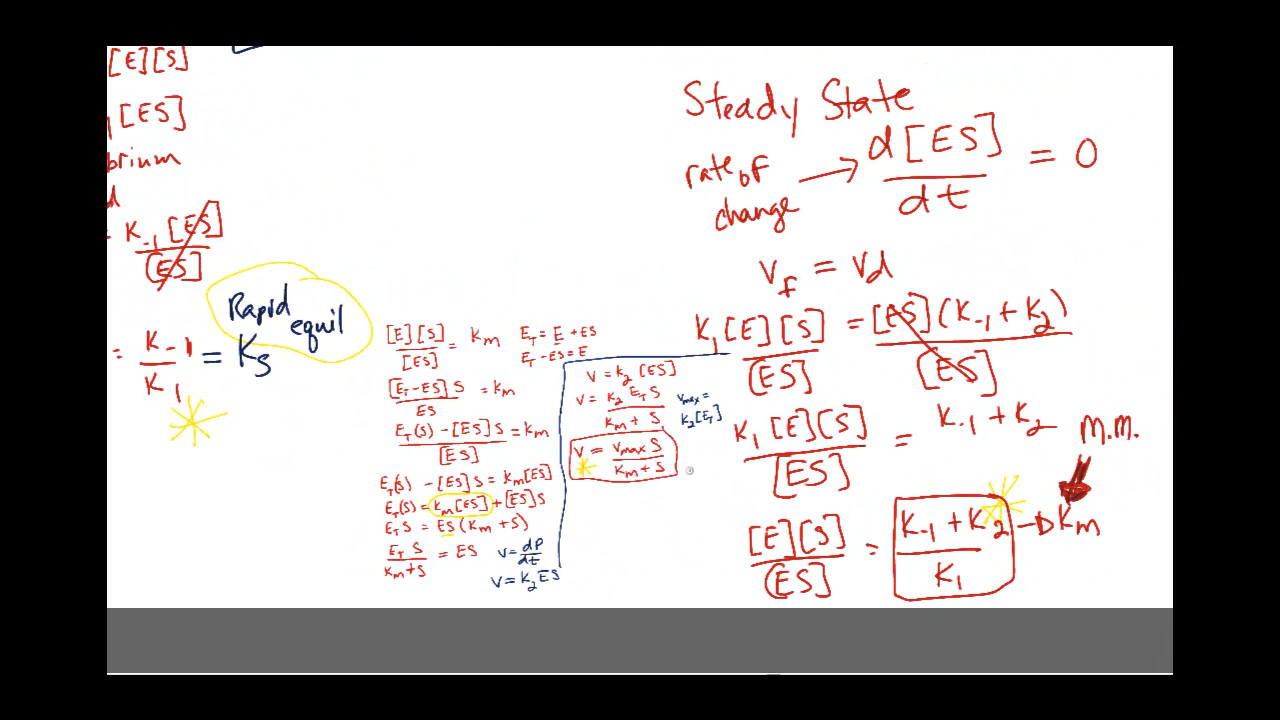 [E][S]
[ES]
K-1 [ES]
[ES]
= K-1 = Ks
K1
Rapid
equil
[E][S] = Km
[ES]
ET = E + ES
ET - ES = E
[ET-ES] S = Km
ES
ET(S) - [ES]S = Km
[ES]
ET(S) - [ES]S = Km[ES]
ET(S) = Km[ES] + [ES]S
ET S = ES (Km + S)
ET S = ES
Km+S
V = dP
dt
V = K2 ES
V = K2 [ES]
V = K2 ET S
Km + S
Vmax =
K2[ET]
V = Vmax S
Km + S
Steady State
rate of
change
→ d[ES] = 0
dt
Vf = Vd
K1[E][S] = [ES](K-1 + K2)
[ES] [ES]
K1[E][S] = K-1 + K2
[ES]
M.M.
[E][S] = K-1 + K2 → Km
[ES] K1